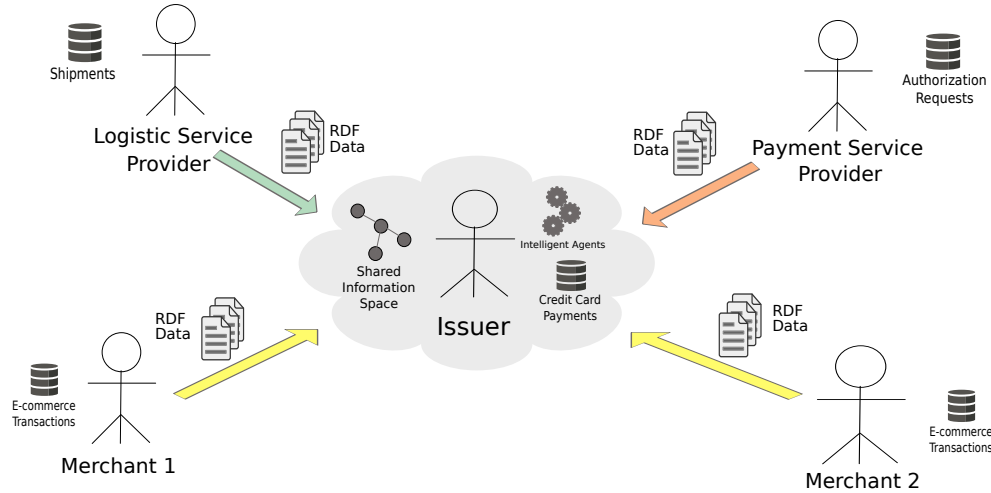 Shipments
Logistic Service
Provider
RDF
Data
Authorization
Requests
Payment Service
Provider
RDF
Data
Shared
Information
Space
Intelligent Agents
Credit Card
Payments
Issuer
RDF
Data
E-commerce
Transactions
Merchant 1
RDF
Data
E-commerce
Transactions
Merchant 2